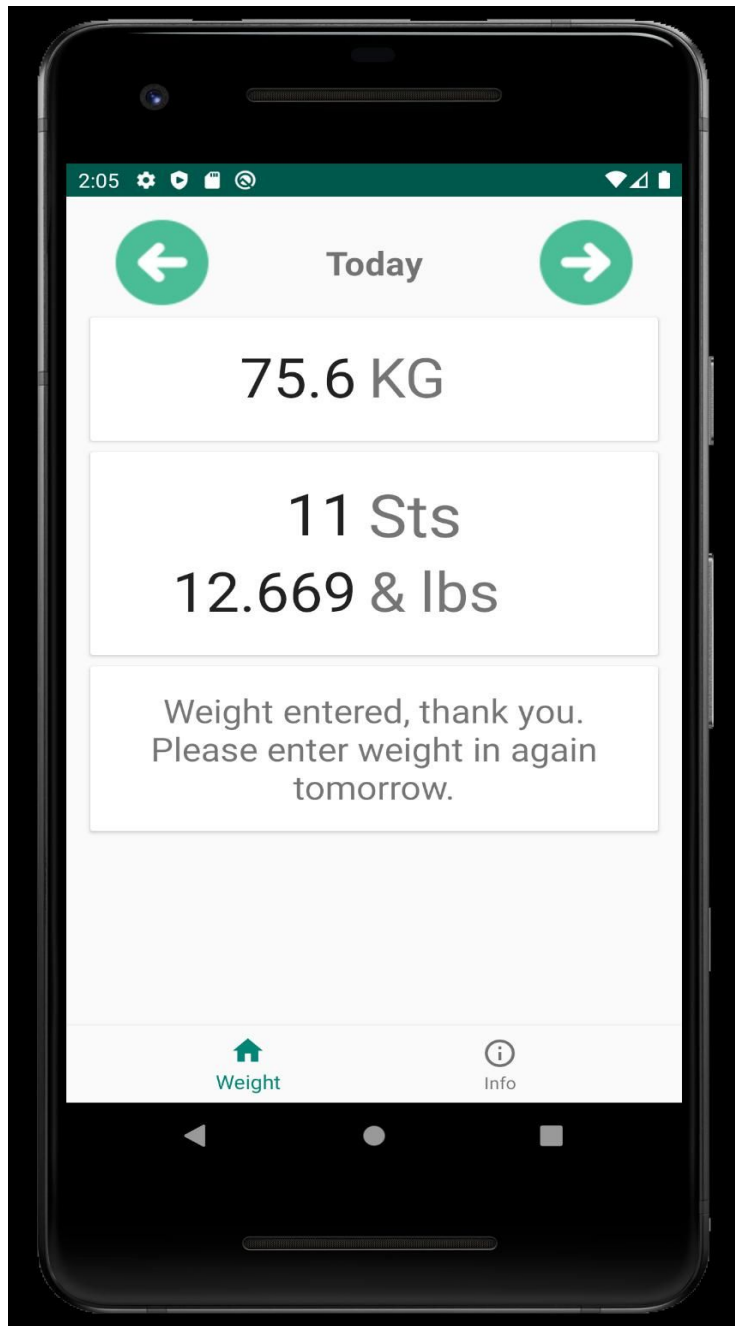 2:05
Today
75.6 KG
11 Sts
12.669 & lbs
Weight entered, thank you.
Please enter weight in again
tomorrow.
Weight
Info